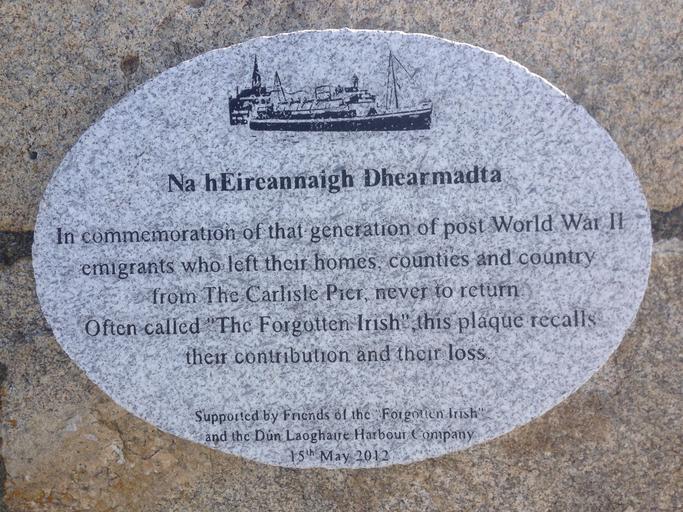 Na hEireannaigh Dhearmadta
In commemoration of that generation of post World War II
emigrants who left their homes, counties and country
from The Carlisle Pier, never to return
Often called "The Forgotten Irish", this plaque recalls
their contribution and their loss.
Supported by Friends of the "Forgotten Irish"
and the Dún Laoghaire Harbour Company
15th May 2012